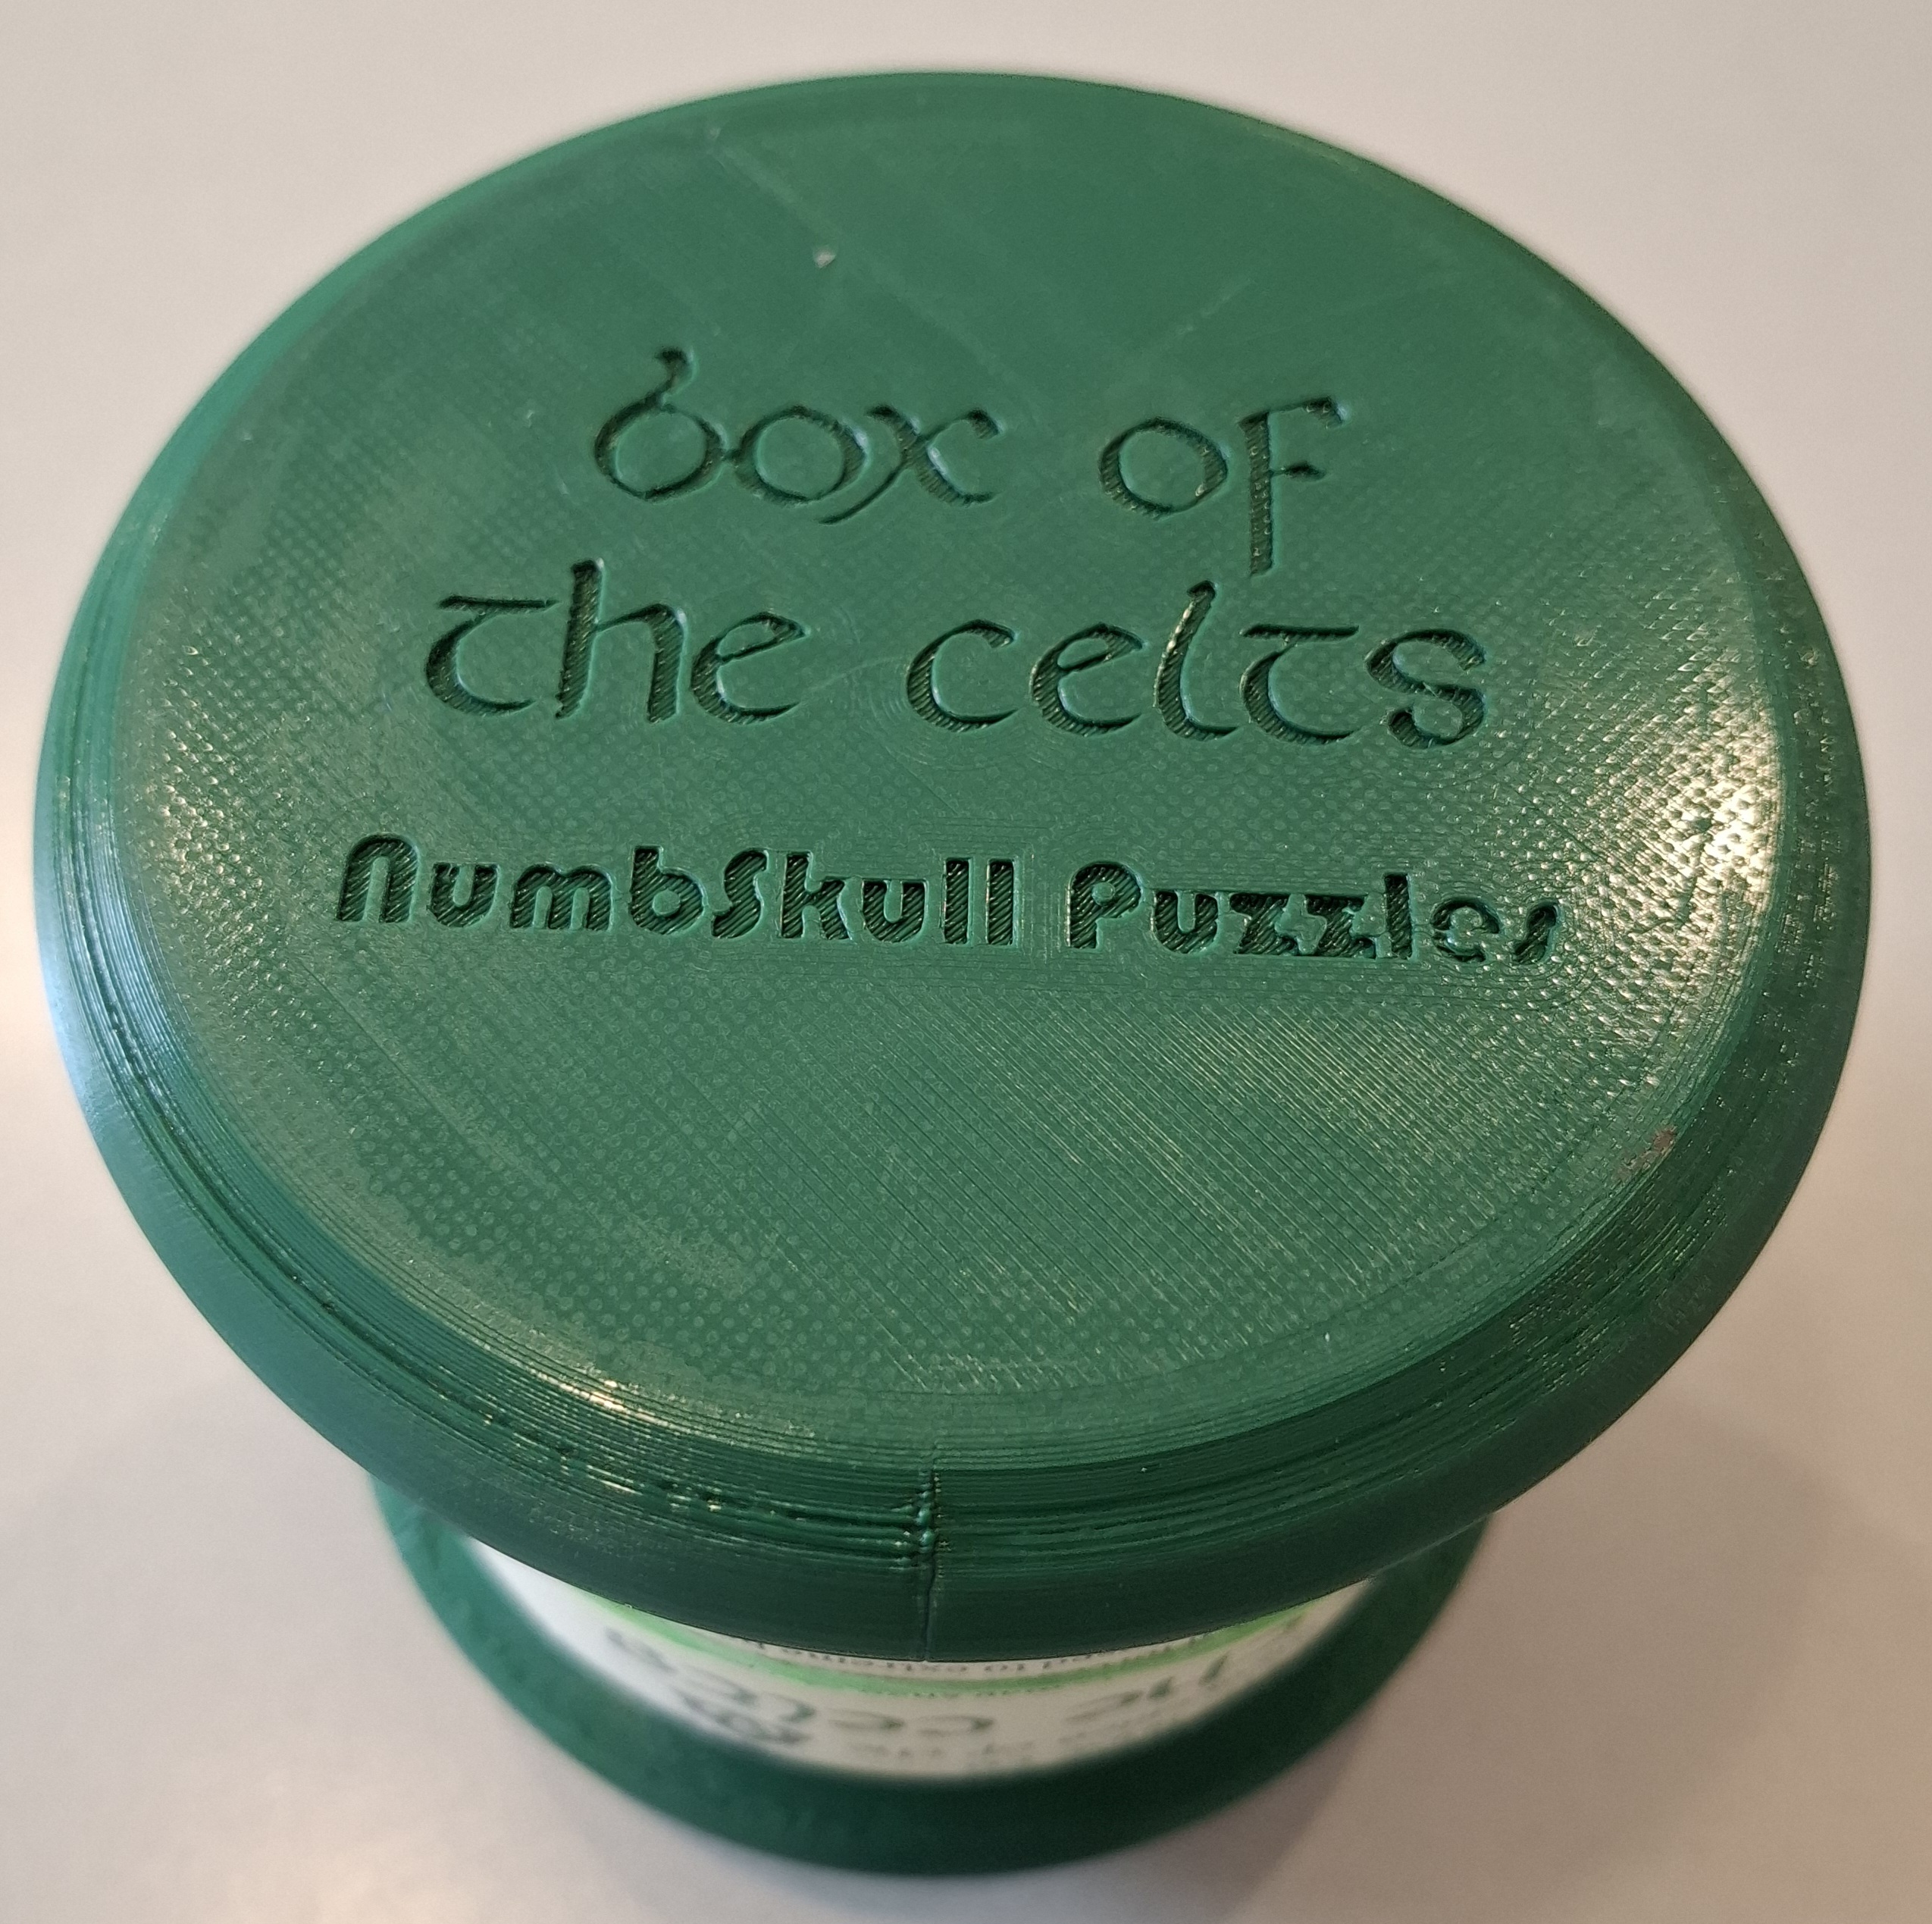 box of
the celts
NumbSkull Puzzles